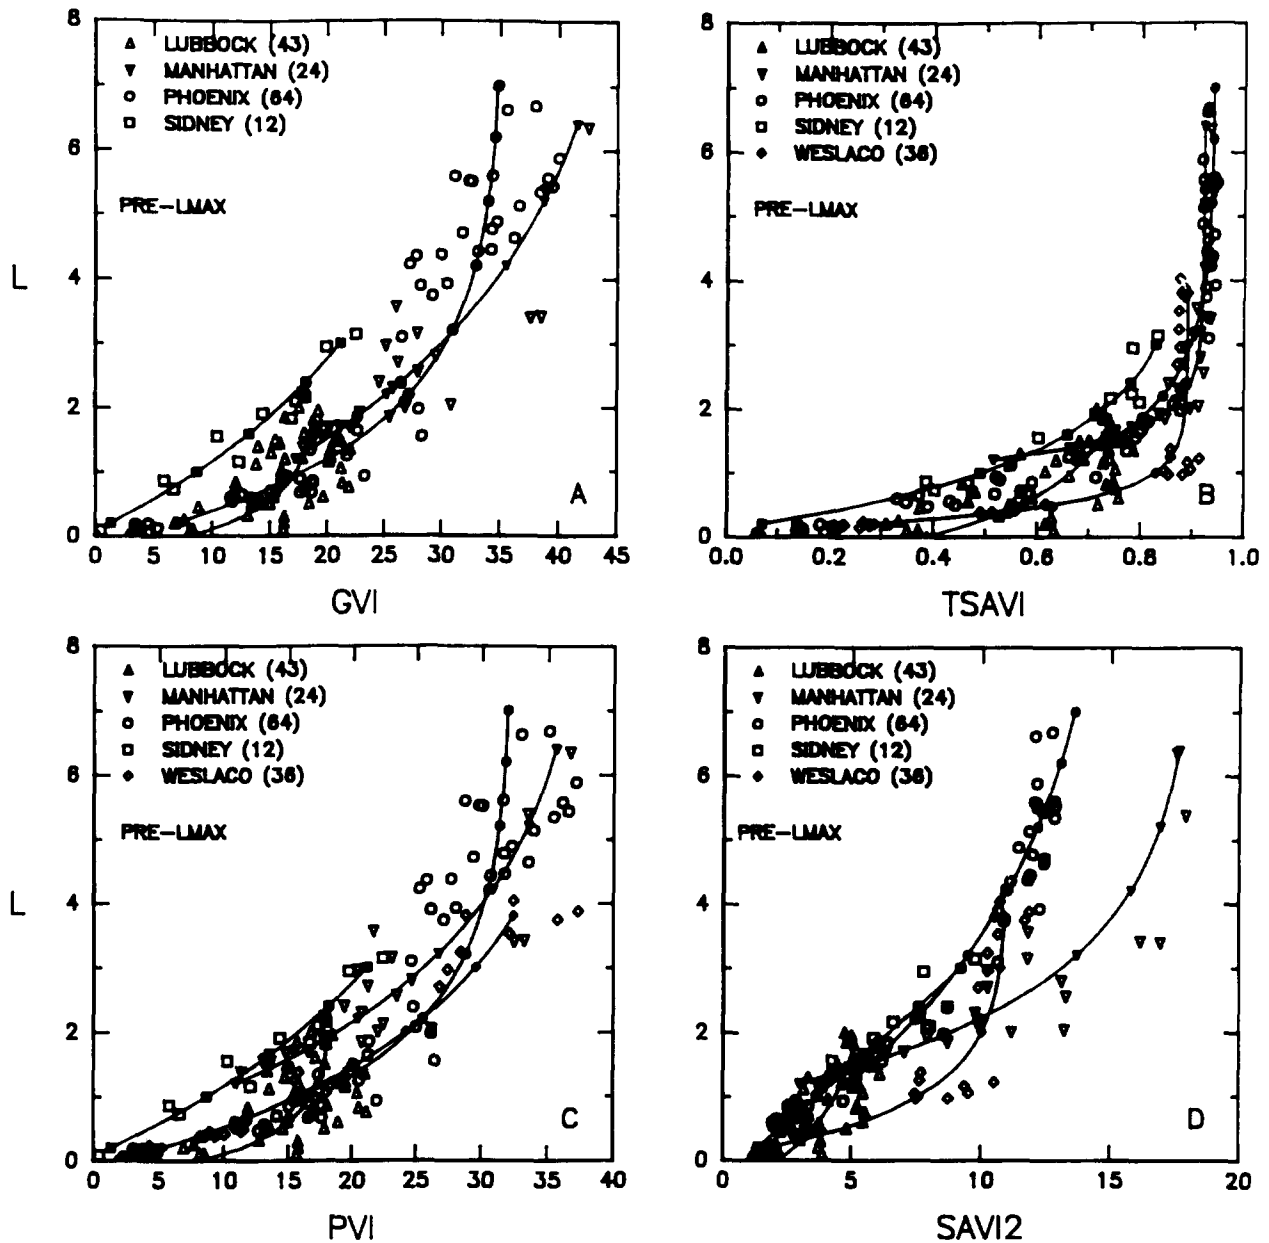 8
6
4
2
0
L
LUBBOCK (43)
MANHATTAN (24)
PHOENIX (64)
SIDNEY (12)
PRE-LMAX
A
0 5 10 15 20 25 30 35 40 45
GVI
8
6
4
2
0
LUBBOCK (43)
MANHATTAN (24)
PHOENIX (64)
SIDNEY (12)
WESLACO (36)
PRE-LMAX
B
0.0 0.2 0.4 0.6 0.8 1.0
TSAVI
8
6
4
2
0
L
LUBBOCK (43)
MANHATTAN (24)
PHOENIX (64)
SIDNEY (12)
WESLACO (36)
PRE-LMAX
C
0 5 10 15 20 25 30 35 40
PVI
8
6
4
2
0
LUBBOCK (43)
MANHATTAN (24)
PHOENIX (64)
SIDNEY (12)
WESLACO (36)
PRE-LMAX
D
5 10 15 20
SAVI2